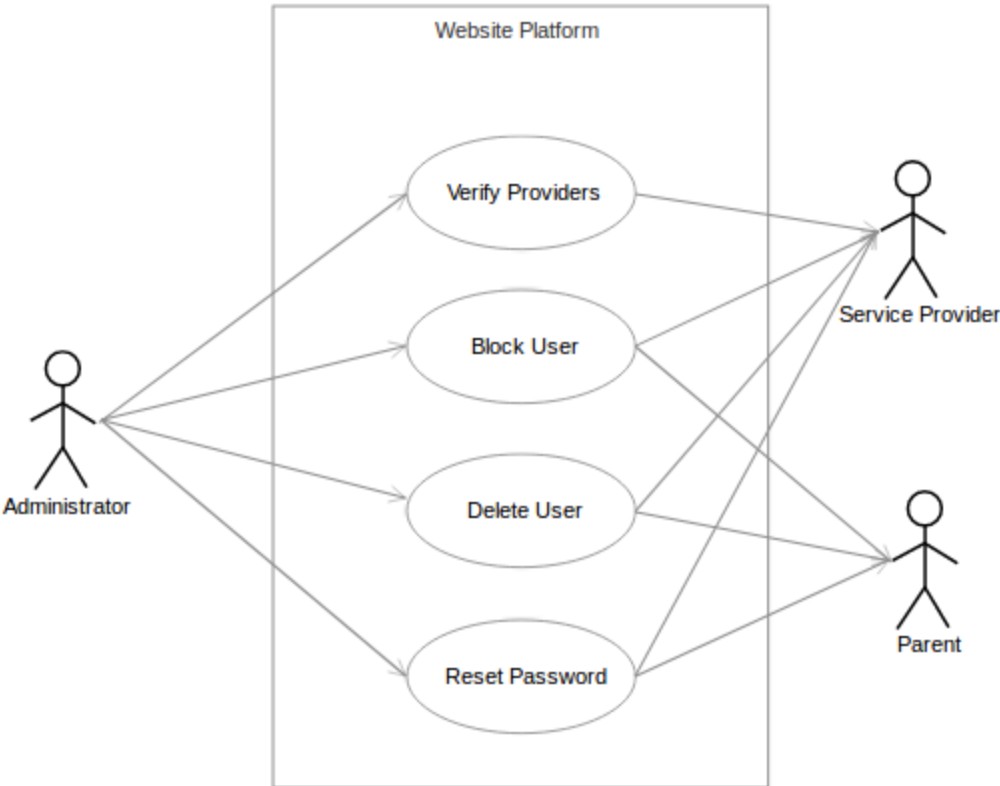 Website Platform
Verify Providers
Service Provider
Block User
Administrator
Delete User
Parent
Reset Password